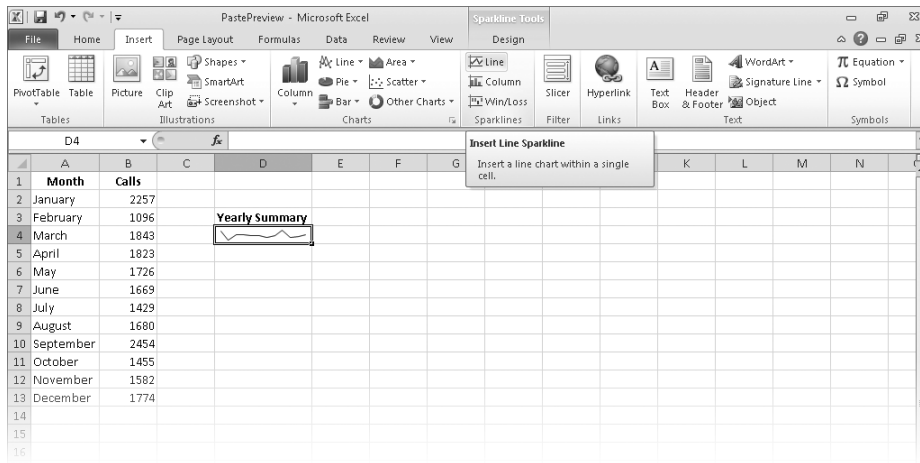 PastePreview - Microsoft Excel
Sparkline Tools
File Home Insert Page Layout Formulas Data Review View Design
PivotTable Table Picture Clip Art Shapes SmartArt Screenshot Column Line Pie Bar Area Scatter Other Charts Line Column Win/Loss Slicer Hyperlink Text Box Header & Footer WordArt Signature Line Object Equation Symbol
Tables Illustrations Charts Sparklines Filter Links Text Symbols
D4 fx
Insert Line Sparkline
Insert a line chart within a single
cell.
A B C D E F G K L M N
1 Month Calls
2 January 2257
3 February 1096 Yearly Summary
4 March 1843
5 April 1823
6 May 1726
7 June 1669
8 July 1429
9 August 1680
10 September 2454
11 October 1455
12 November 1582
13 December 1774
14
15
16